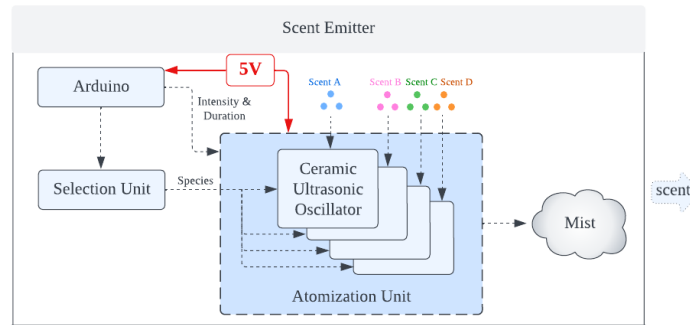 Scent Emitter
5V
Arduino
Scent A
Scent B
Scent C
Scent D
Intensity &
Duration
Ceramic
Ultrasonic
Oscillator
Selection Unit
Species
Mist
scent
Atomization Unit